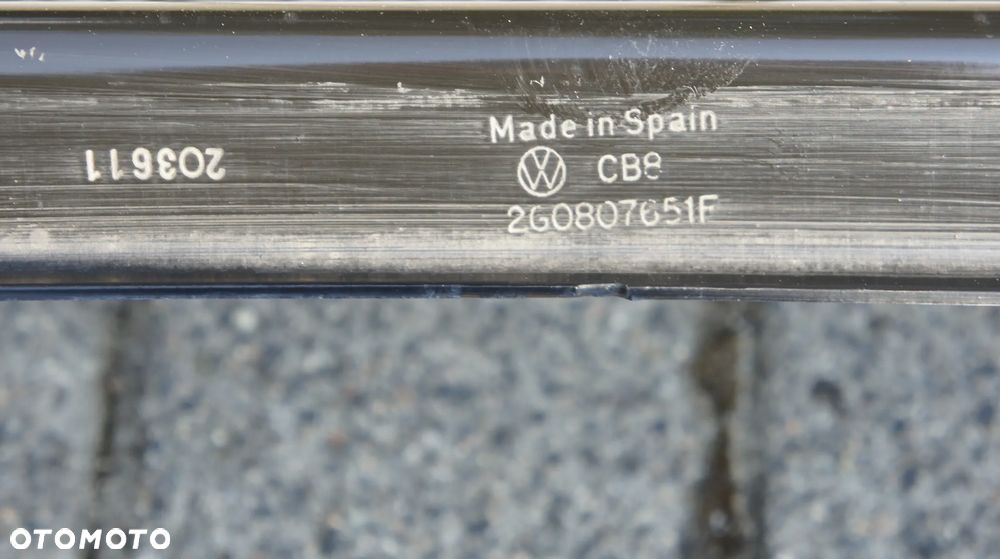 Made in Spain
CB8
2G0807651F
203611
OTOMOTO